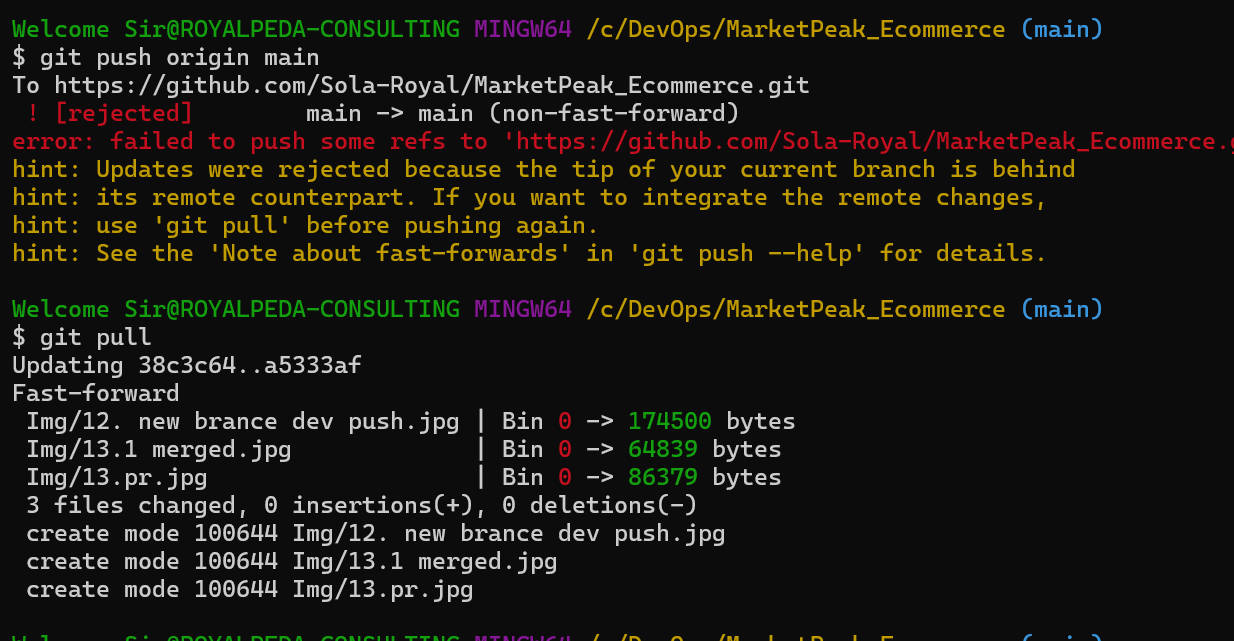 Welcome Sir@ROYALPEDA-CONSULTING MINGW64 /c/DevOps/MarketPeak_Ecommerce (main)
$ git push origin main
To https://github.com/Sola-Royal/MarketPeak_Ecommerce.git
 ! [rejected]        main -> main (non-fast-forward)
error: failed to push some refs to 'https://github.com/Sola-Royal/MarketPeak_Ecommerce.g
hint: Updates were rejected because the tip of your current branch is behind
hint: its remote counterpart. If you want to integrate the remote changes,
hint: use 'git pull' before pushing again.
hint: See the 'Note about fast-forwards' in 'git push --help' for details.
Welcome Sir@ROYALPEDA-CONSULTING MINGW64 /c/DevOps/MarketPeak_Ecommerce (main)
$ git pull
Updating 38c3c64..a5333af
Fast-forward
 Img/12. new brance dev push.jpg | Bin 0 -> 174500 bytes
 Img/13.1 merged.jpg             | Bin 0 -> 64839 bytes
 Img/13.pr.jpg                   | Bin 0 -> 86379 bytes
 3 files changed, 0 insertions(+), 0 deletions(-)
 create mode 100644 Img/12. new brance dev push.jpg
 create mode 100644 Img/13.1 merged.jpg
 create mode 100644 Img/13.pr.jpg
Welcome Sir@ROYALPEDA-CONSULTING MINGW64 /c/DevOps/MarketPeak_Ecommerce (main)